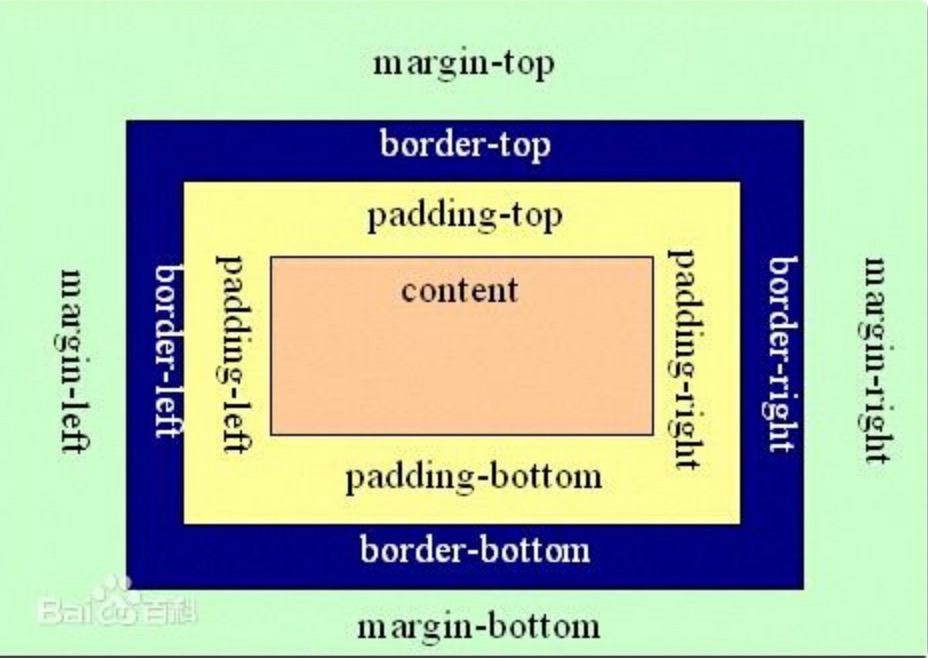 margin-top
border-top
padding-top
margin-left
border-left
padding-left
content
padding-right
border-right
margin-right
padding-bottom
border-bottom
Baidu百科
margin-bottom